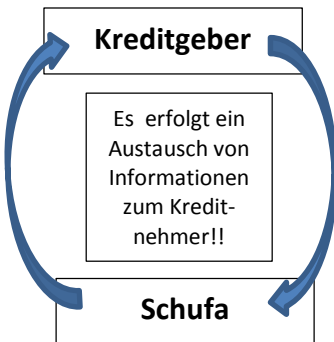 Kreditgeber
Es erfolgt ein
Austausch von
Informationen
zum Kredit-
nehmer!!
Schufa